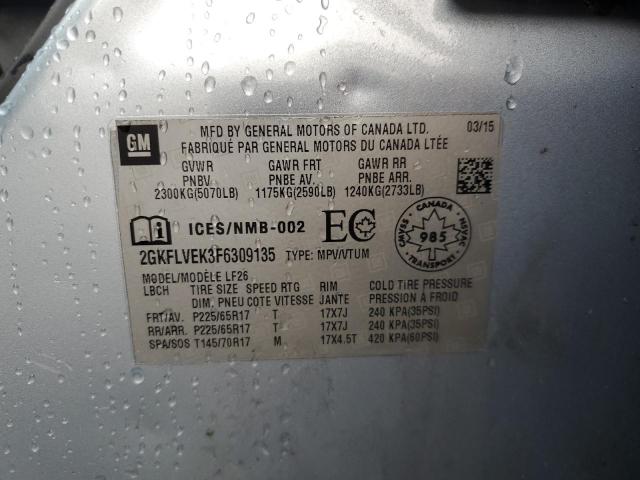 GM
MFD BY GENERAL MOTORS OF CANADA LTD. 03/15
FABRIQUÉ PAR GENERAL MOTORS DU CANADA LTÉE
GVWR GAWR FRT GAWR RR
PNBV PNBE AV. PNBE ARR.
2300KG(5070LB) 1175KG(2590LB) 1240KG(2733LB)
ICES/NMB-002 EC
CANADA
CMVSS 985 NSVAC
TRANSPORT
2GKFLVEK3F6309135 TYPE: MPV/VTUM
MODEL/MODÈLE LF26
LBCH TIRE SIZE SPEED RTG RIM COLD TIRE PRESSURE
DIM. PNEU COTE VITESSE JANTE PRESSION À FROID
FRT/AV. P225/65R17 T 17X7J 240 KPA(35PSI)
RR/ARR. P225/65R17 T 17X7J 240 KPA(35PSI)
SPA/SOS T145/70R17 M 17X4.5T 420 KPA(60PSI)